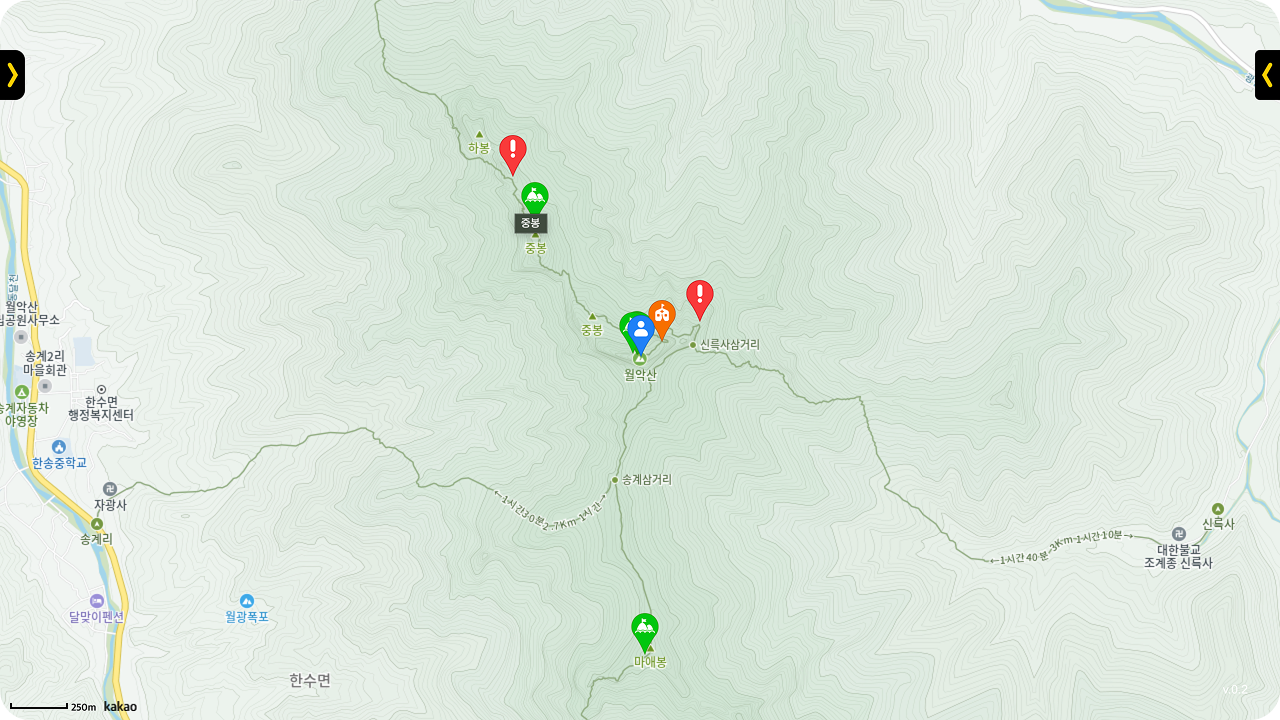 하봉
중봉
중봉
중봉
신륵사삼거리
월악산
동달천
월악산
립공원사무소
송계2리
마을회관
송계자동차
야영장
한수면
행정복지센터
한송중학교
자광사
송계리
송계삼거리
←1시간30분-2.7Km-1시간→
신륵사
대한불교
조계종 신륵사
←1시간 40분-3Km-1시간 10분→
달맞이펜션
월광폭포
마애봉
한수면
v.0.2
250m
kakao